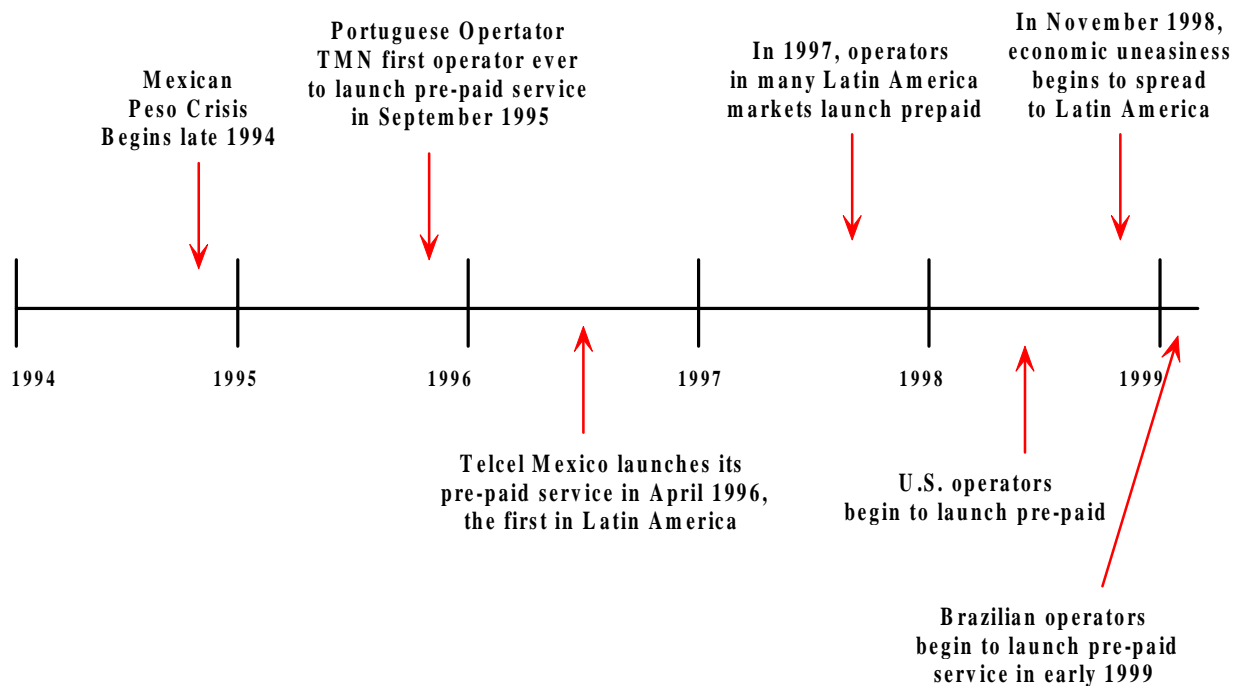 Mexican
Peso Crisis
Begins late 1994
Portuguese Opertator
TMN first operator ever
to launch pre-paid service
in September 1995
In 1997, operators
in many Latin America
markets launch prepaid
In November 1998,
economic uneasiness
begins to spread
to Latin America
1994
1995
1996
1997
1998
1999
Telcel Mexico launches its
pre-paid service in April 1996,
the first in Latin America
U.S. operators
begin to launch pre-paid
Brazilian operators
begin to launch pre-paid
service in early 1999